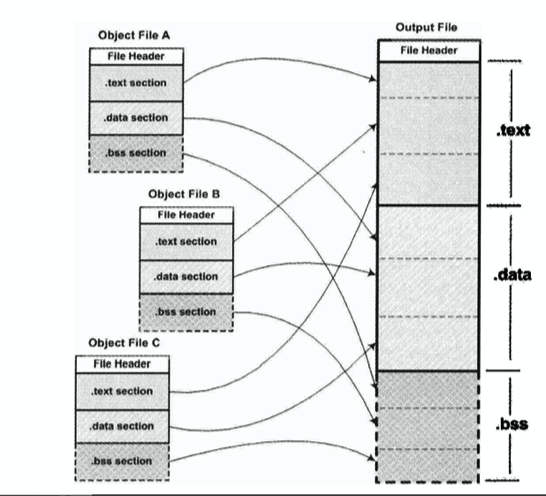 Object File A
File Header
.text section
.data section
.bss section
Object File B
File Header
.text section
.data section
.bss section
Object File C
File Header
.text section
.data section
.bss section
Output File
File Header
.text
.data
.bss